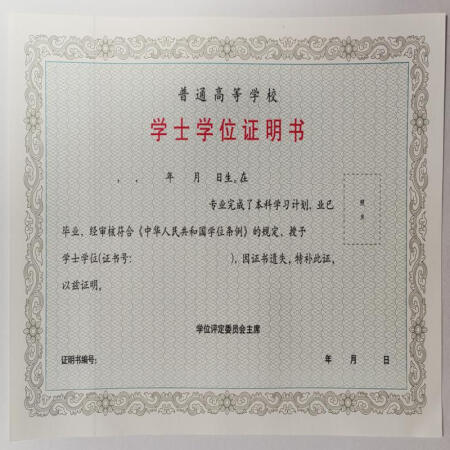 普通高等学校
学士学位证明书
， ， 年 月 日生。在
专业完成了本科学习计划，业已
照
片
毕业，经审核符合《中华人民共和国学位条例》的规定，授予
学士学位(证书号： )。因证书遗失，特补此证，
以兹证明。
学位评定委员会主席
证明书编号： 年 月 日